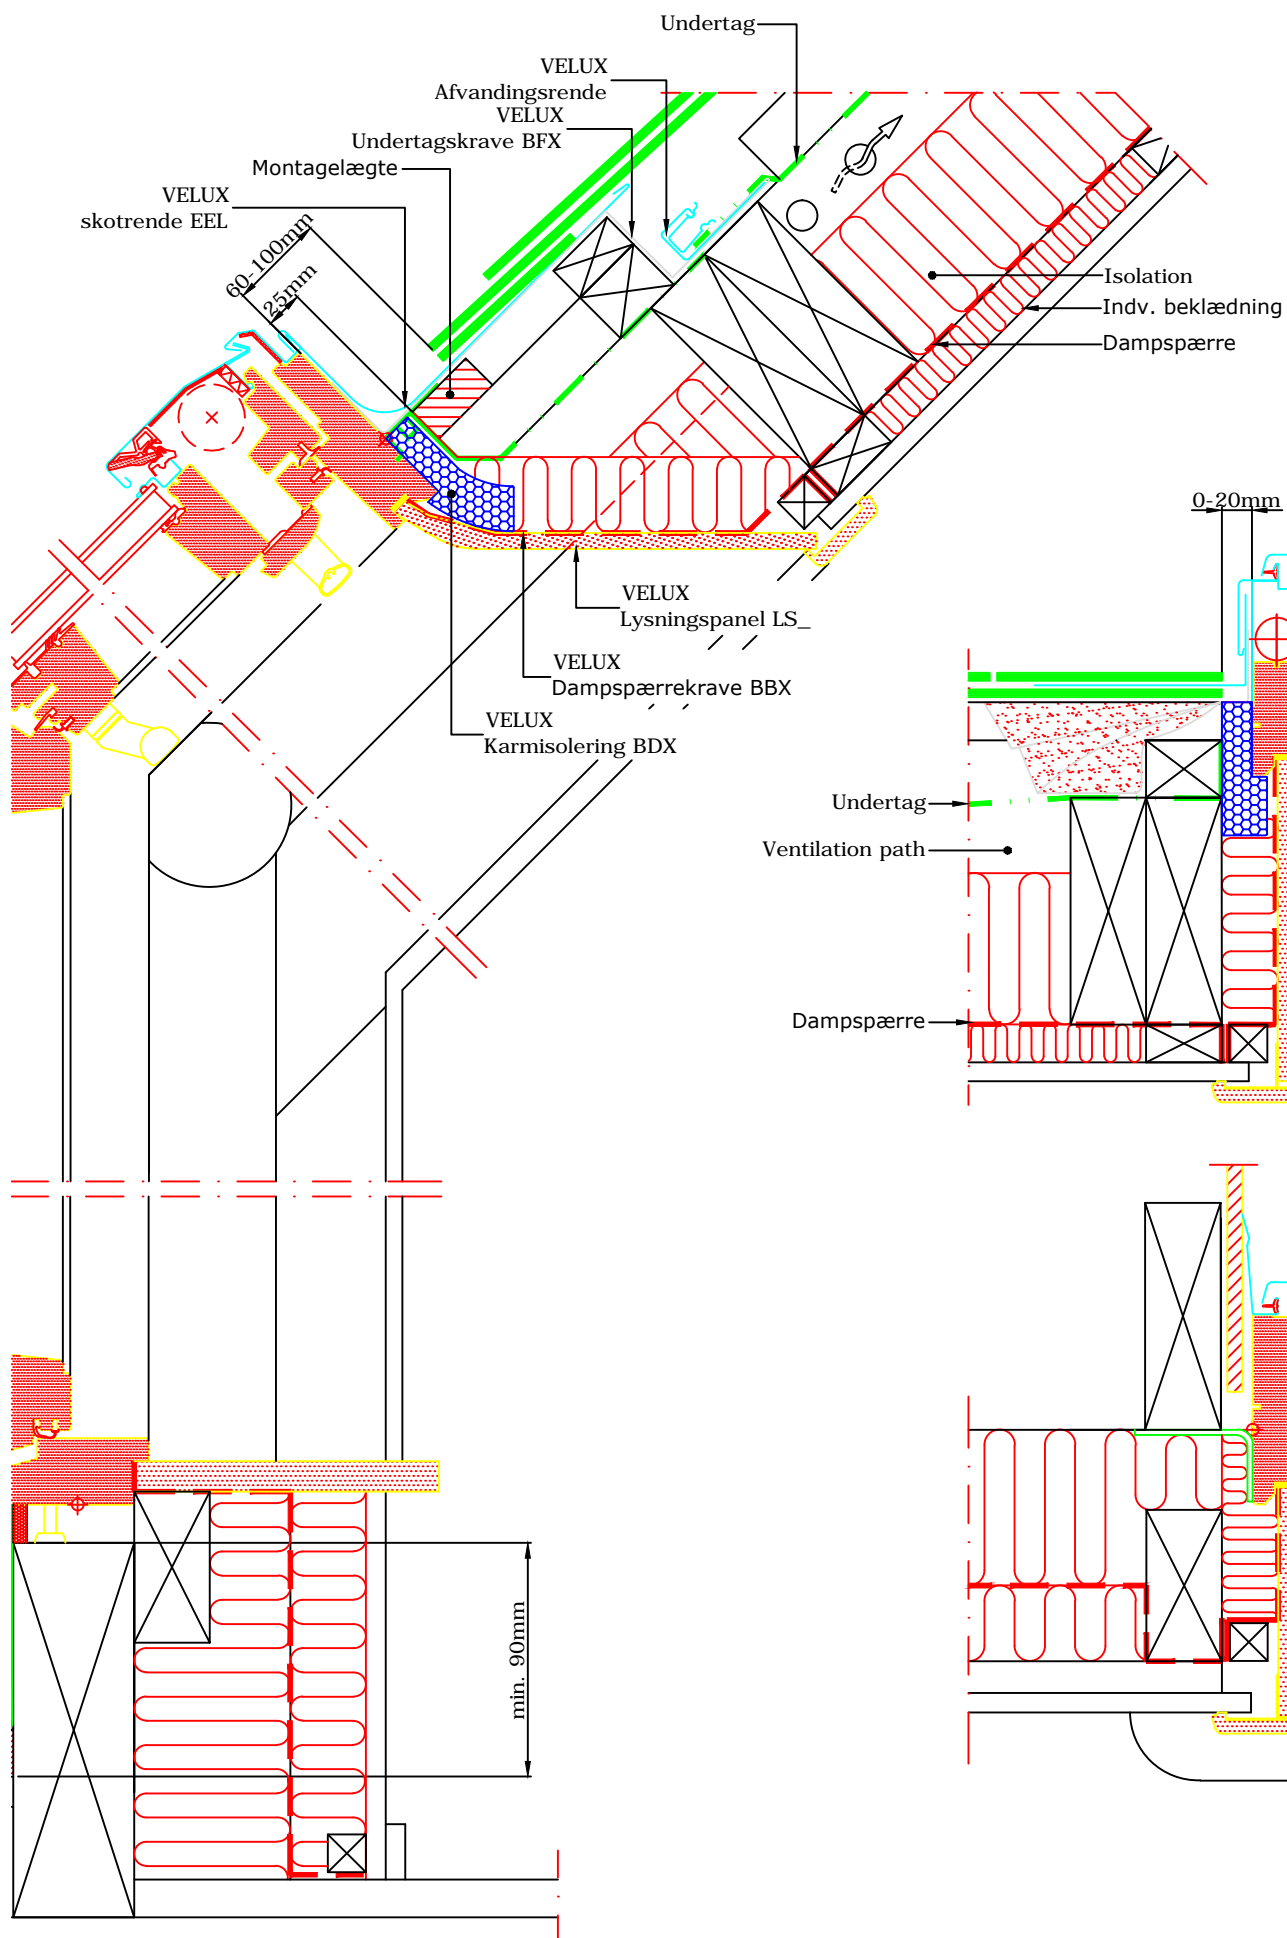 Undertag
VELUX
Afvandingsrende
VELUX
Undertagskrave BFX
Montagelægte
VELUX
skotrende EEL
60-100mm
25mm
Isolation
Indv. beklædning
Dampspærre
VELUX
Lysningspanel LS_
VELUX
Dampspærrekrave BBX
VELUX
Karmisolering BDX
0-20mm
Undertag
Ventilation path
Dampspærre
min. 90mm